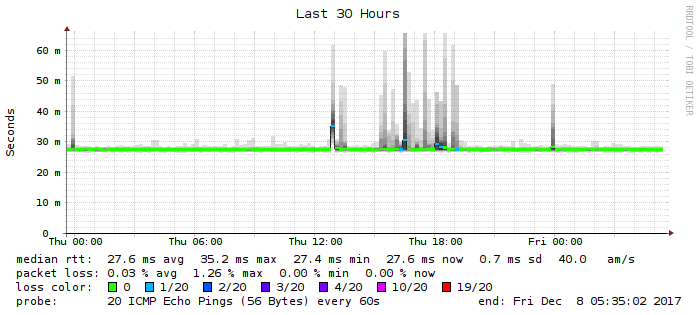 Last 30 Hours
RRDTOOL / TOBI OETIKER
Seconds
60 m
50 m
40 m
30 m
20 m
10 m
0
Thu 00:00 Thu 06:00 Thu 12:00 Thu 18:00 Fri 00:00
median rtt: 27.6 ms avg 35.2 ms max 27.4 ms min 27.6 ms now 0.7 ms sd 40.0 am/s
packet loss: 0.03 % avg 1.26 % max 0.00 % min 0.00 % now
loss color: 0 1/20 2/20 3/20 4/20 10/20 19/20
probe: 20 ICMP Echo Pings (56 Bytes) every 60s end: Fri Dec 8 05:35:02 2017